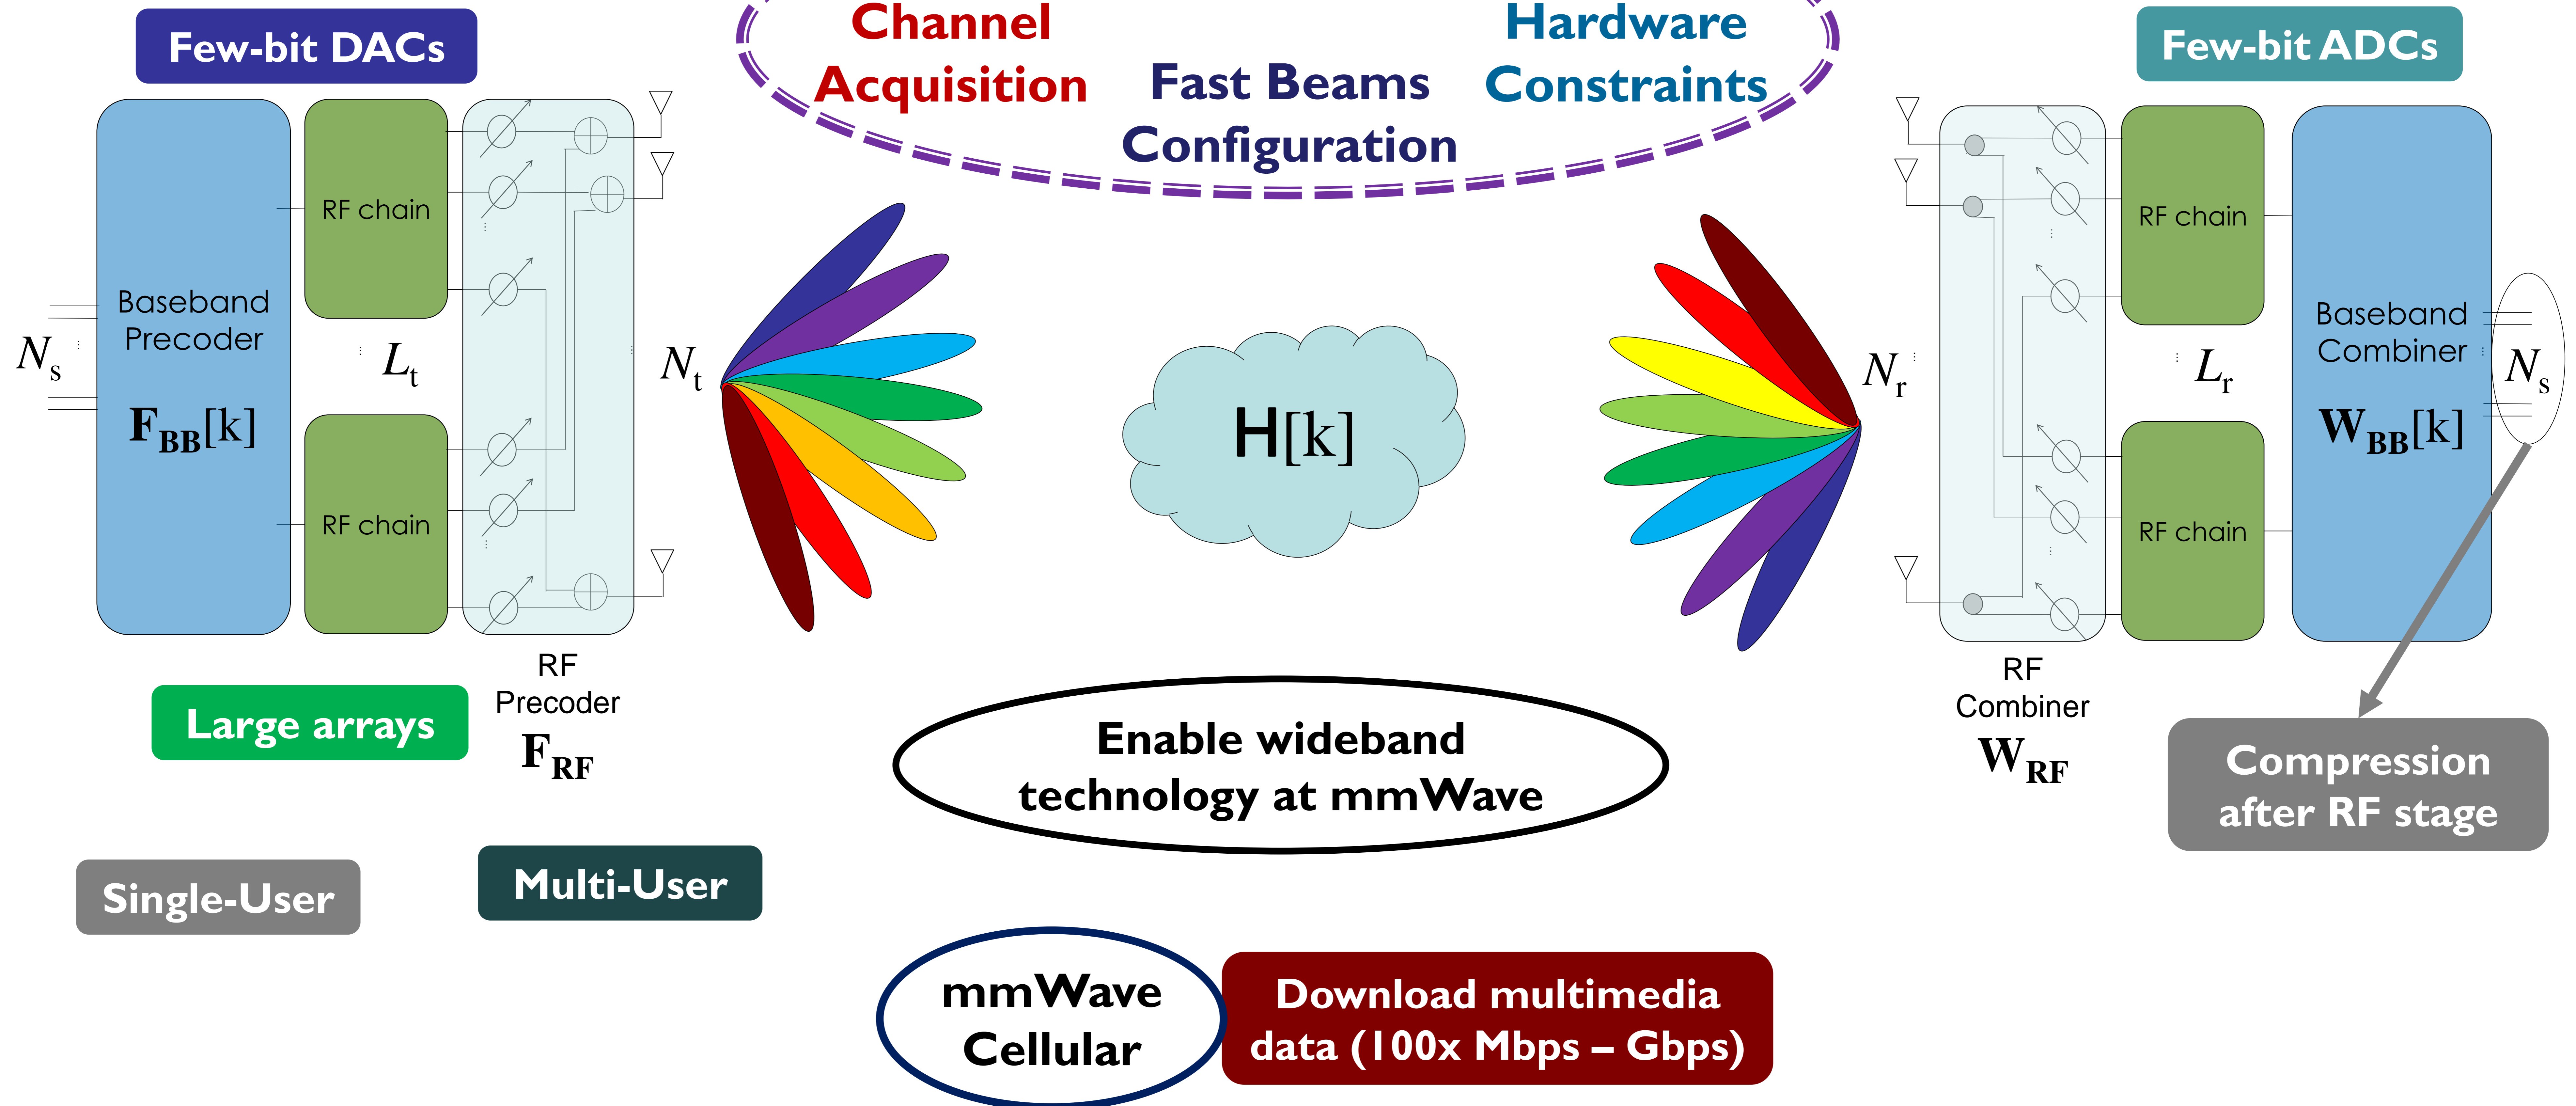 Few-bit DACs
Channel
Acquisition
Fast Beams
Configuration
Hardware
Constraints
Few-bit ADCs
Baseband
Precoder
F_BB[k]
N_s
RF chain
L_t
RF chain
N_t
RF
Precoder
F_RF
H[k]
N_r
RF chain
L_r
RF chain
Baseband
Combiner
W_BB[k]
N_s
RF
Combiner
W_RF
Large arrays
Enable wideband
technology at mmWave
Compression
after RF stage
Single-User
Multi-User
mmWave
Cellular
Download multimedia
data (100x Mbps – Gbps)